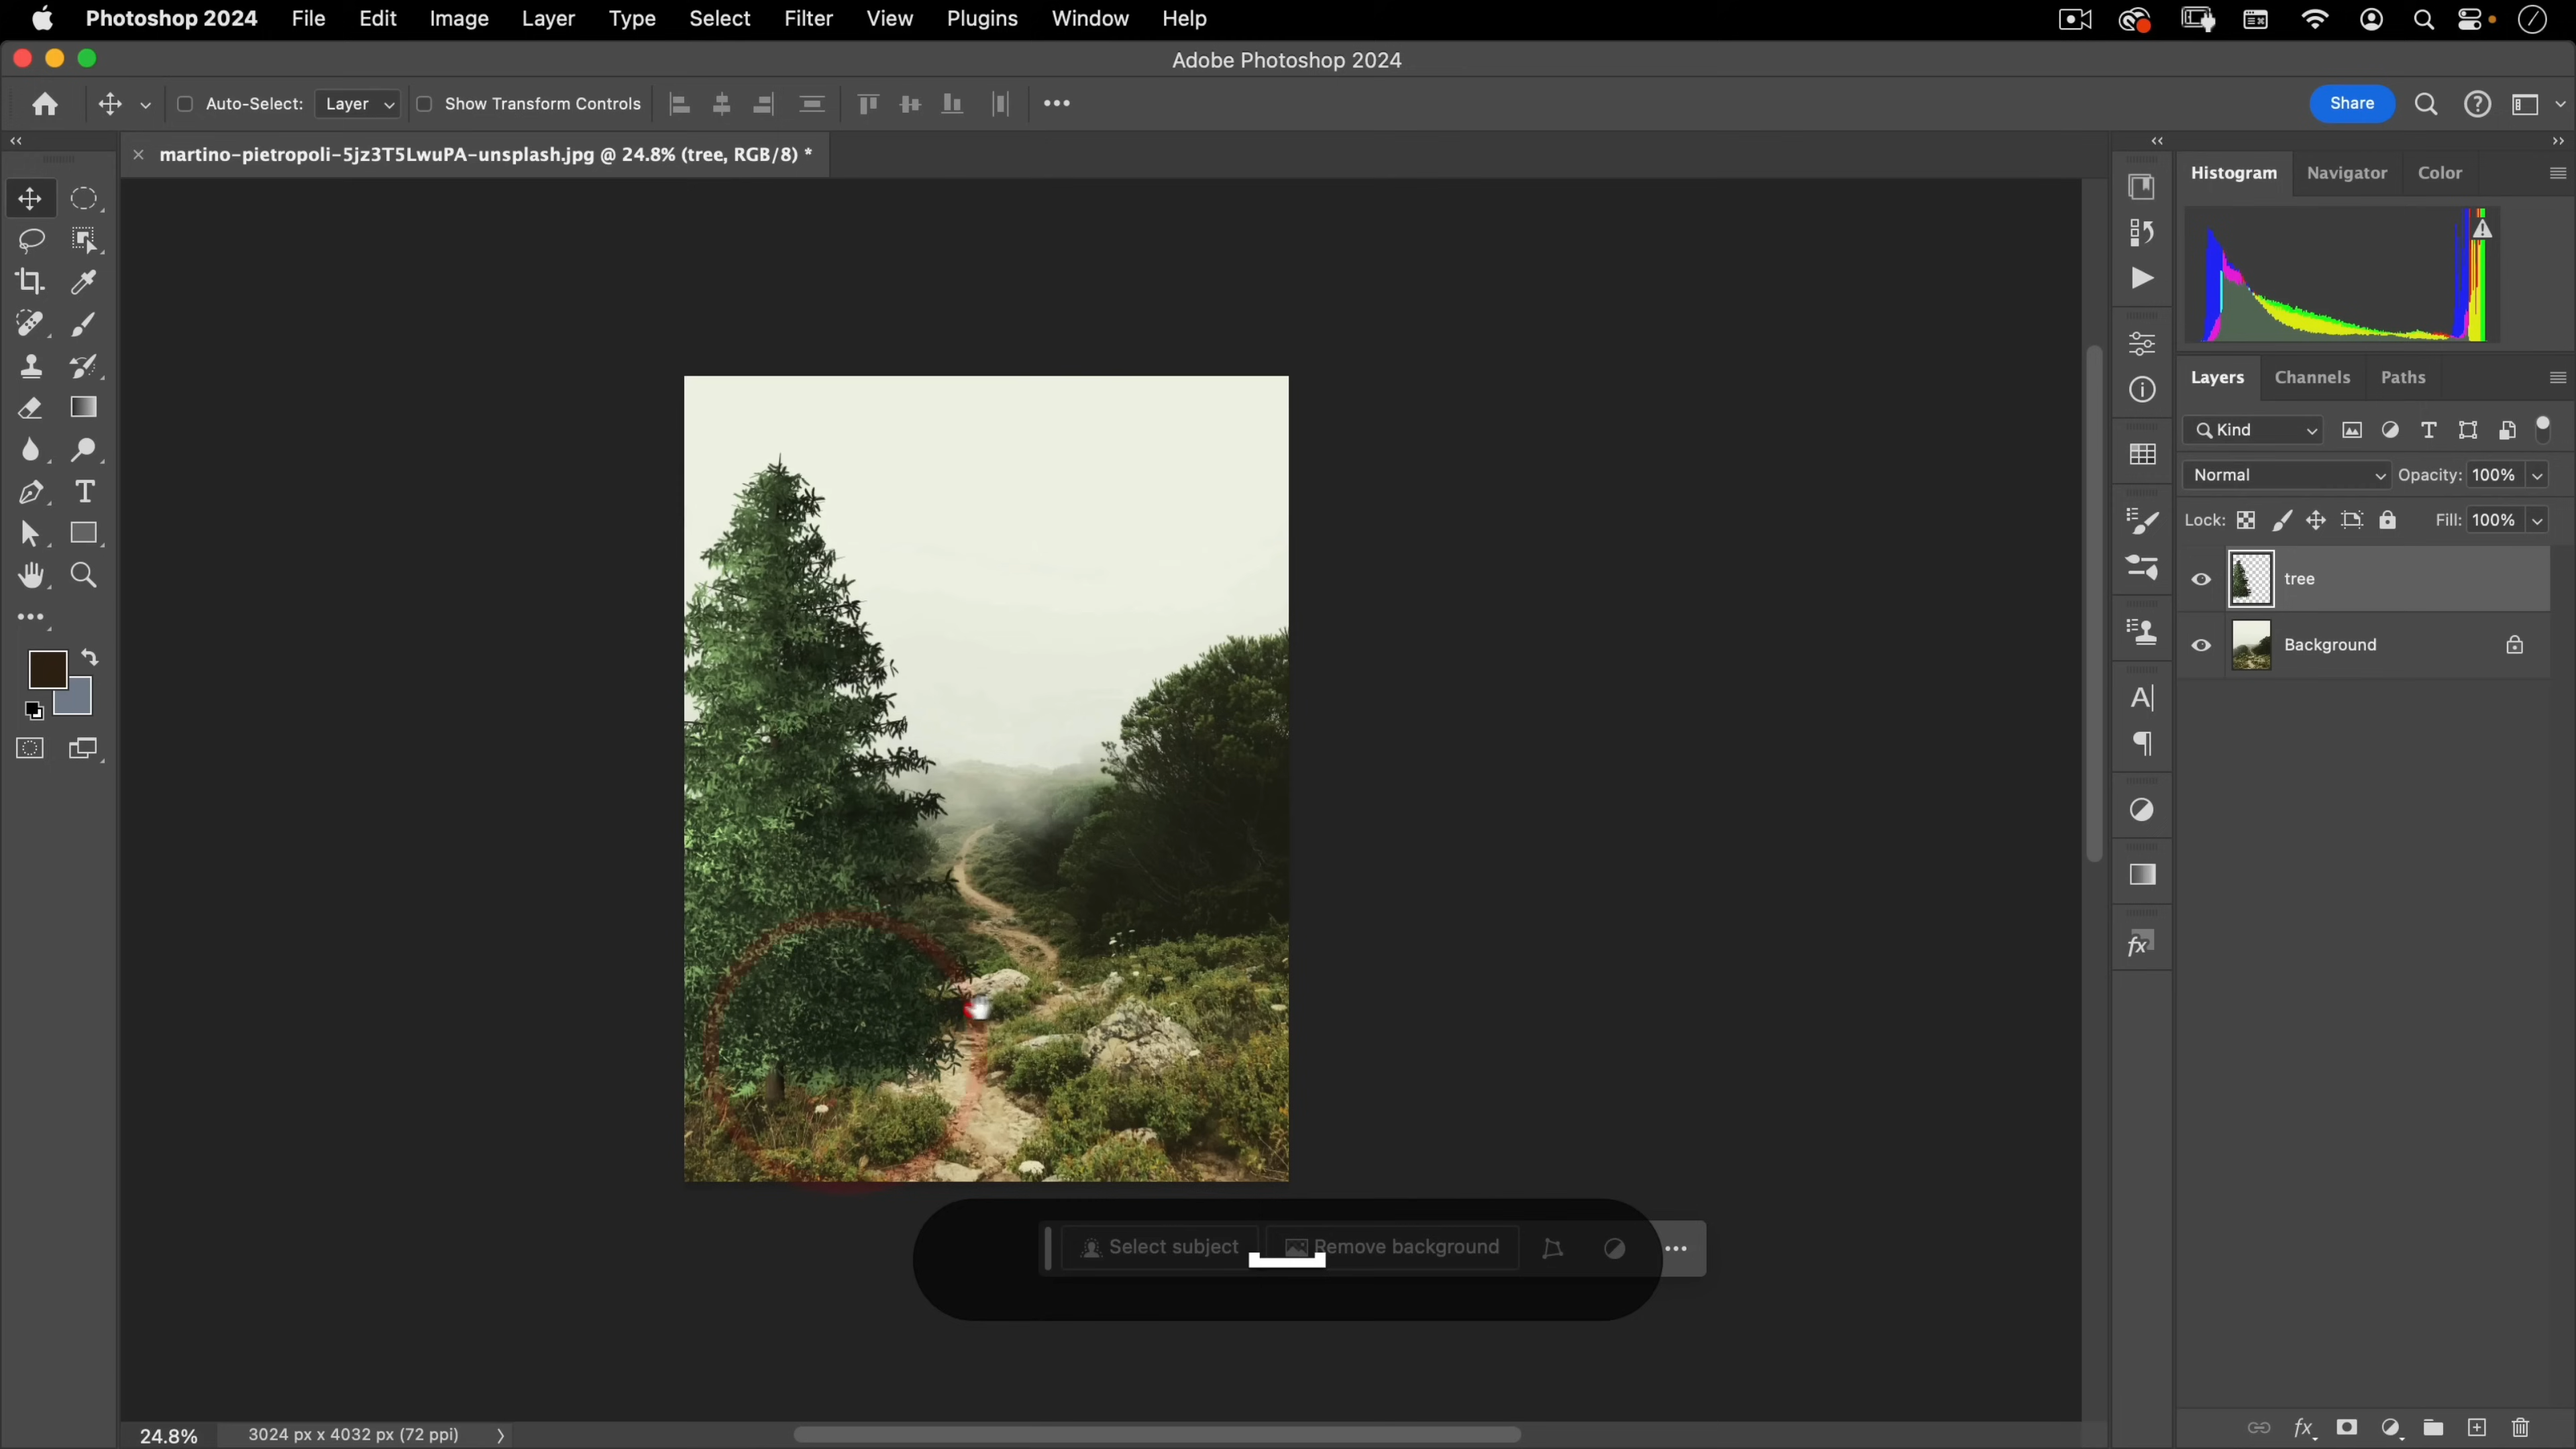 Photoshop 2024 File Edit Image Layer Type Select Filter View Plugins Window Help
Adobe Photoshop 2024
Auto-Select: Layer Show Transform Controls Share
martino-pietropoli-5jz3T5LwuPA-unsplash.jpg @ 24.8% (tree, RGB/8) *
Histogram Navigator Color
Layers Channels Paths
Kind
Normal Opacity: 100%
Lock: Fill: 100%
tree
Background
Select subject Remove background
24.8% 3024 px x 4032 px (72 ppi)